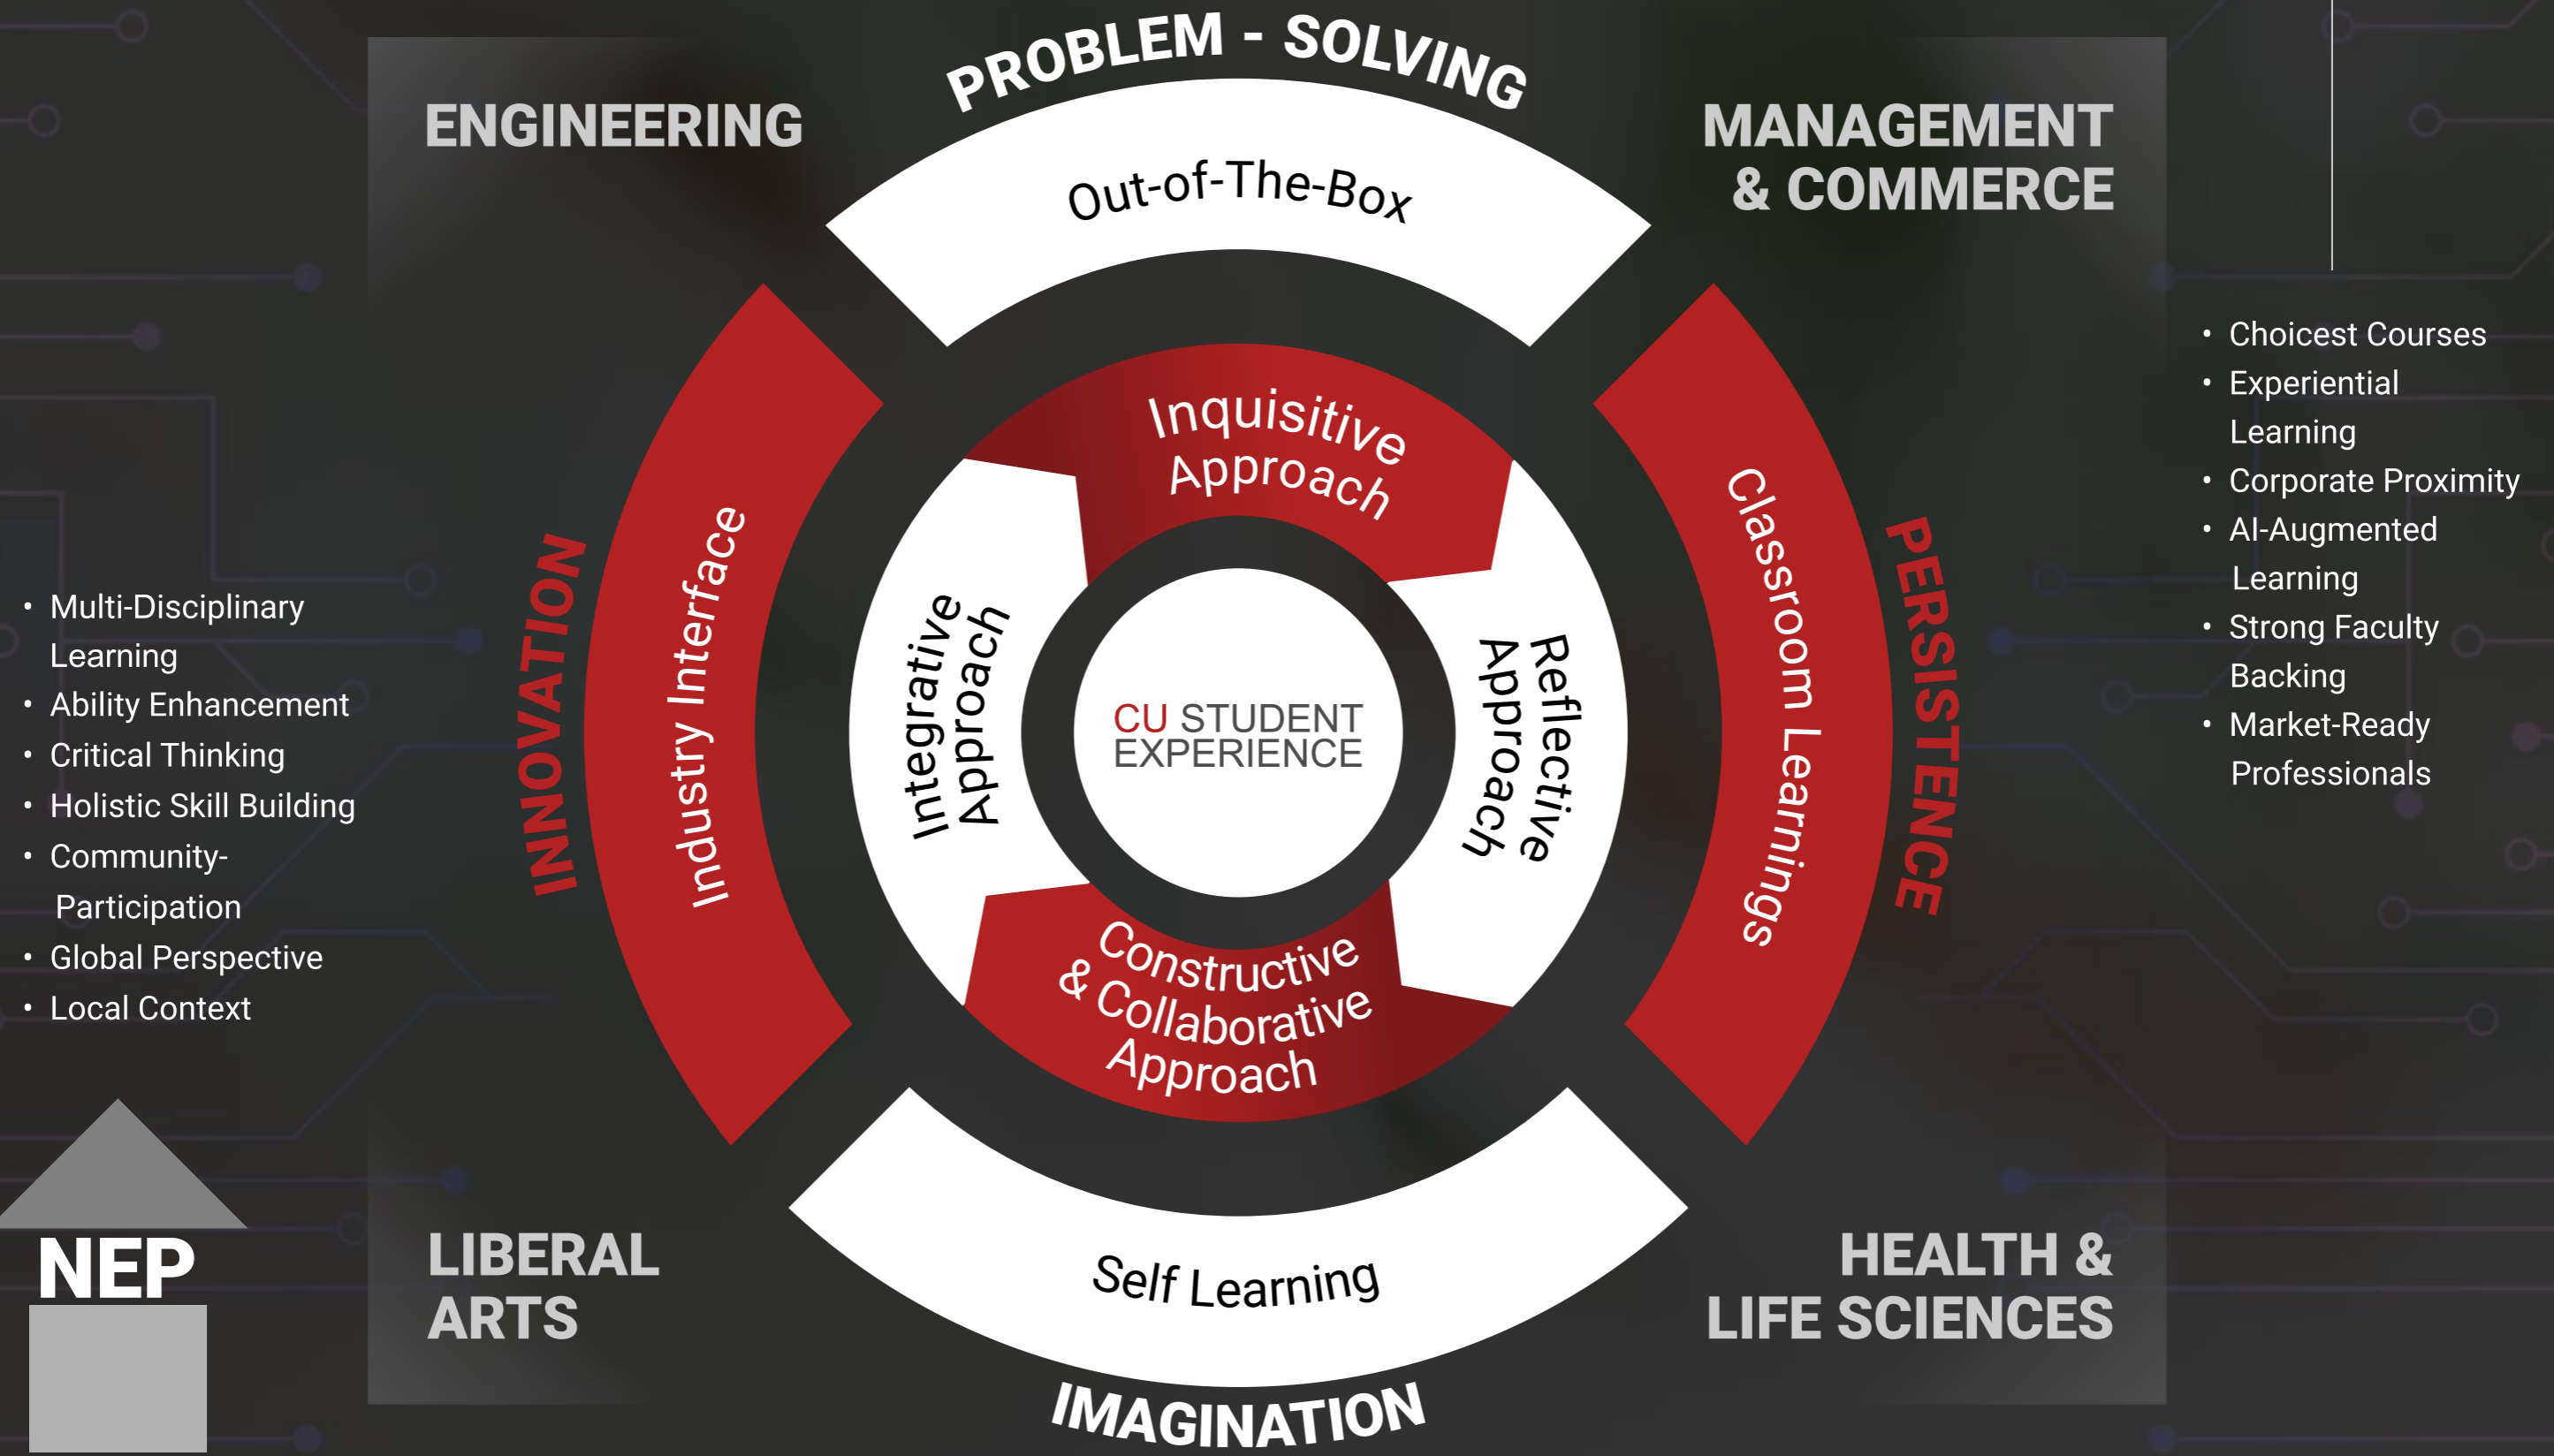 PROBLEM - SOLVING
ENGINEERING
MANAGEMENT
& COMMERCE
Out-of-The-Box
Inquisitive
Approach
INNOVATION
Industry Interface
Integrative
Approach
CU STUDENT
EXPERIENCE
Reflective
Approach
Classroom Learnings
PERSISTENCE
Constructive
& Collaborative
Approach
Self Learning
IMAGINATION
LIBERAL
ARTS
HEALTH &
LIFE SCIENCES
• Multi-Disciplinary
Learning
• Ability Enhancement
• Critical Thinking
• Holistic Skill Building
• Community-
Participation
• Global Perspective
• Local Context
NEP
• Choicest Courses
• Experiential
Learning
• Corporate Proximity
• AI-Augmented
Learning
• Strong Faculty
Backing
• Market-Ready
Professionals